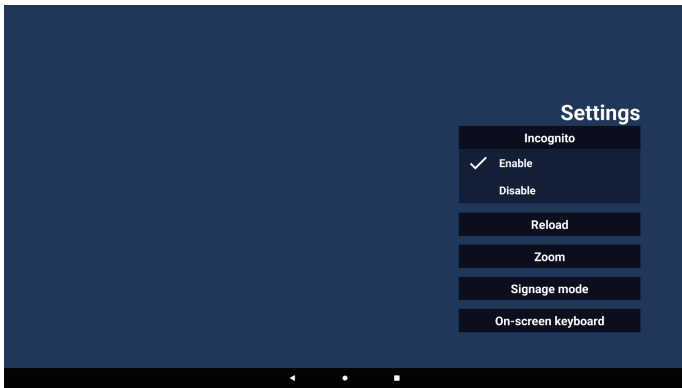 Settings
Incognito
Enable
Disable
Reload
Zoom
Signage mode
On-screen keyboard